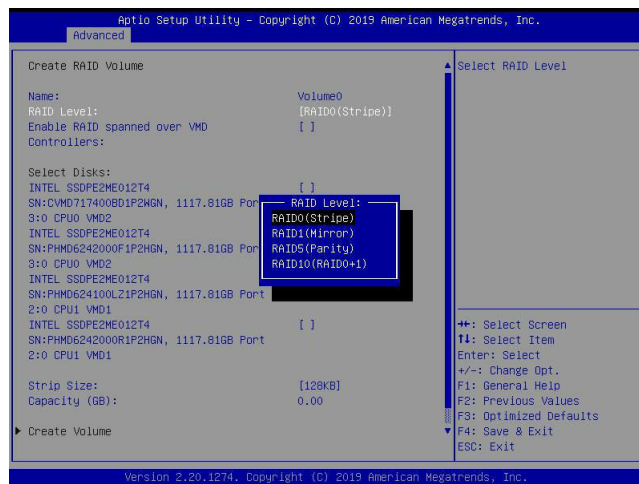 Aptio Setup Utility – Copyright (C) 2019 American Megatrends, Inc.
Advanced
Create RAID Volume
Select RAID Level
Name: Volume0
RAID Level: [RAID0(Stripe)]
Enable RAID spanned over VMD [ ]
Controllers:
Select Disks:
INTEL SSDPE2ME012T4 [ ]
SN:CVMD717400BD1P2WGN, 1117.81GB Por
3:0 CPU0 VMD2
INTEL SSDPE2ME012T4
SN:PHMD6242000F1P2HGN, 1117.81GB Por
3:0 CPU0 VMD2
INTEL SSDPE2ME012T4
SN:PHMD624100LZ1P2HGN, 1117.81GB Port
2:0 CPU1 VMD1
INTEL SSDPE2ME012T4 [ ]
SN:PHMD6242000R1P2HGN, 1117.81GB Port
2:0 CPU1 VMD1
RAID Level:
RAID0(Stripe)
RAID1(Mirror)
RAID5(Parity)
RAID10(RAID0+1)
Strip Size: [128KB]
Capacity (GB): 0.00
Create Volume
→←: Select Screen
↑↓: Select Item
Enter: Select
+/-: Change Opt.
F1: General Help
F2: Previous Values
F3: Optimized Defaults
F4: Save & Exit
ESC: Exit
Version 2.20.1274. Copyright (C) 2019 American Megatrends, Inc.